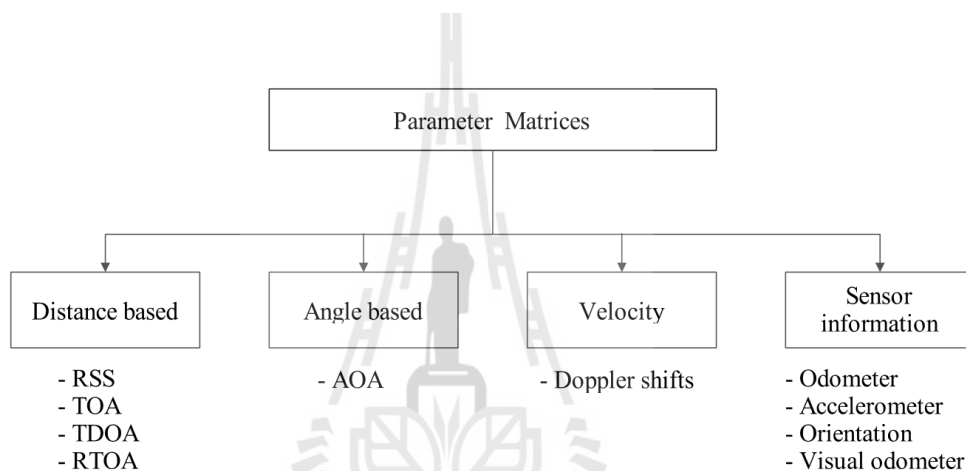 Parameter Matrices
Distance based
- RSS
- TOA
- TDOA
- RTOA
Angle based
- AOA
Velocity
- Doppler shifts
Sensor
information
- Odometer
- Accelerometer
- Orientation
- Visual odometer